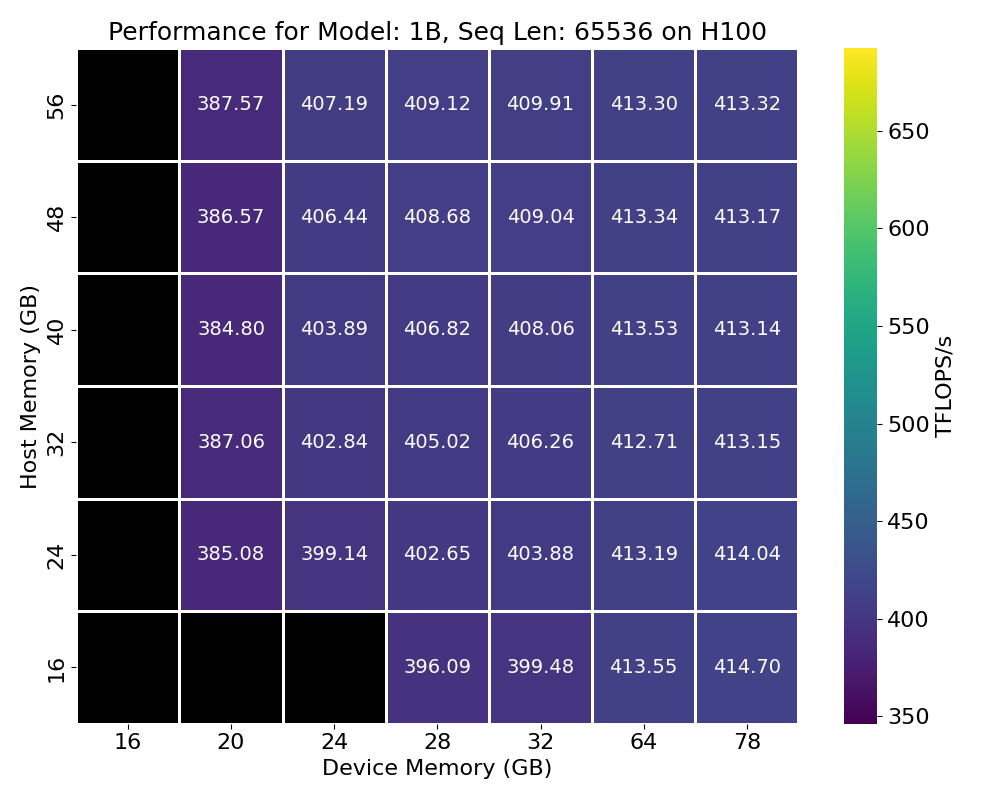 Performance for Model: 1B, Seq Len: 65536 on H100
56
387.57 407.19 409.12 409.91 413.30 413.32
48
386.57 406.44 408.68 409.04 413.34 413.17
40
384.80 403.89 406.82 408.06 413.53 413.14
32
387.06 402.84 405.02 406.26 412.71 413.15
24
385.08 399.14 402.65 403.88 413.19 414.04
16
396.09 399.48 413.55 414.70
Host Memory (GB)
16 20 24 28 32 64 78
Device Memory (GB)
650
600
550
500
450
400
350
TFLOPS/s